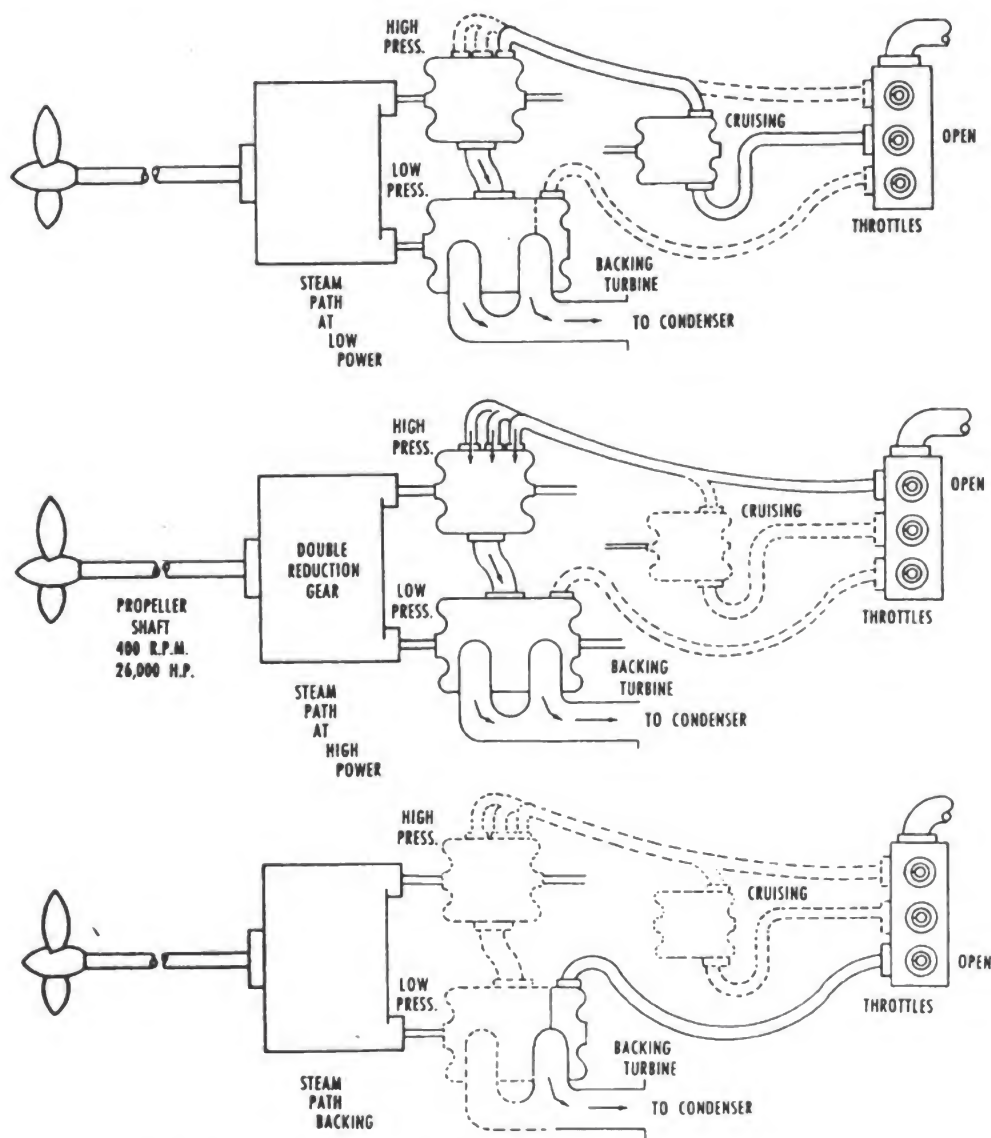 HIGH
PRESS.
CRUISING
OPEN
LOW
PRESS.
THROTTLES
BACKING
TURBINE
STEAM
PATH
AT
LOW
POWER
TO CONDENSER
HIGH
PRESS.
OPEN
CRUISING
DOUBLE
REDUCTION
GEAR
LOW
PRESS.
THROTTLES
PROPELLER
SHAFT
400 R.P.M.
26,000 H.P.
BACKING
TURBINE
STEAM
PATH
AT
HIGH
POWER
TO CONDENSER
HIGH
PRESS.
CRUISING
OPEN
LOW
PRESS.
THROTTLES
BACKING
TURBINE
STEAM
PATH
BACKING
TO CONDENSER